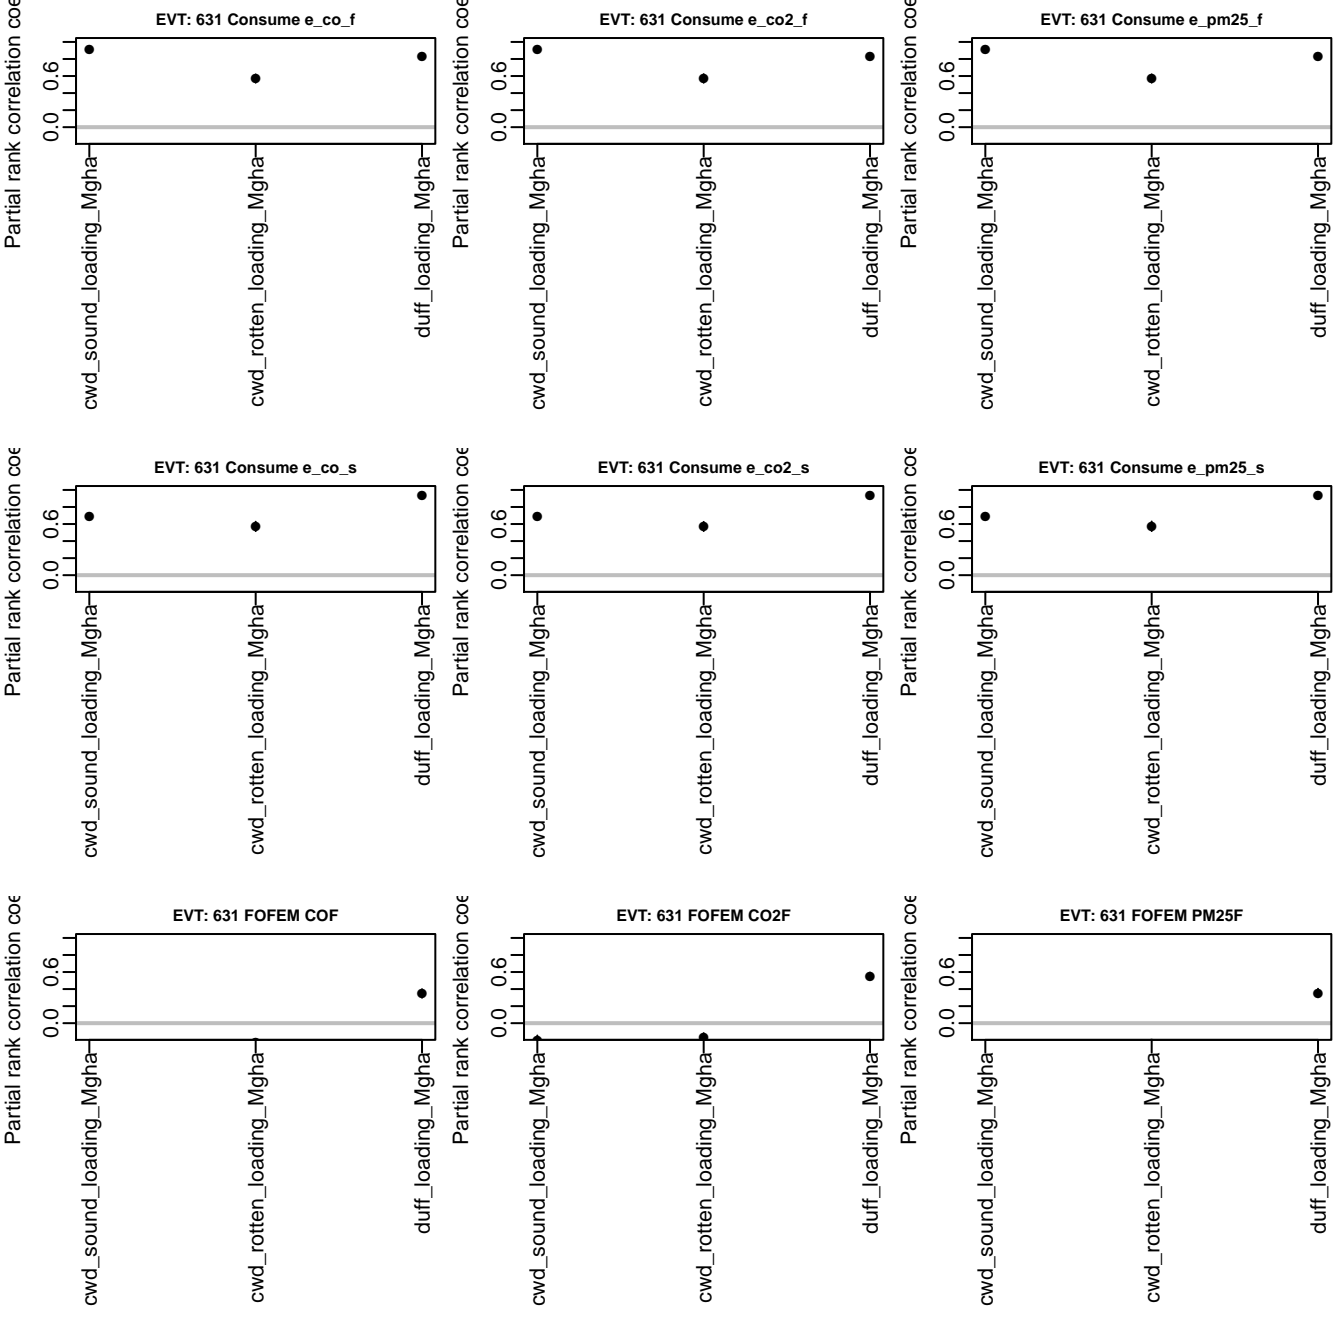 EVT: 631 Consume e_co_f
Partial rank correlation coe
0.0
0.6
cwd_sound_loading_Mgha
cwd_rotten_loading_Mgha
duff_loading_Mgha
EVT: 631 Consume e_co2_f
Partial rank correlation coe
0.0
0.6
cwd_sound_loading_Mgha
cwd_rotten_loading_Mgha
duff_loading_Mgha
EVT: 631 Consume e_pm25_f
Partial rank correlation coe
0.0
0.6
cwd_sound_loading_Mgha
cwd_rotten_loading_Mgha
duff_loading_Mgha
EVT: 631 Consume e_co_s
Partial rank correlation coe
0.0
0.6
cwd_sound_loading_Mgha
cwd_rotten_loading_Mgha
duff_loading_Mgha
EVT: 631 Consume e_co2_s
Partial rank correlation coe
0.0
0.6
cwd_sound_loading_Mgha
cwd_rotten_loading_Mgha
duff_loading_Mgha
EVT: 631 Consume e_pm25_s
Partial rank correlation coe
0.0
0.6
cwd_sound_loading_Mgha
cwd_rotten_loading_Mgha
duff_loading_Mgha
EVT: 631 FOFEM COF
Partial rank correlation coe
0.0
0.6
cwd_sound_loading_Mgha
cwd_rotten_loading_Mgha
duff_loading_Mgha
EVT: 631 FOFEM CO2F
Partial rank correlation coe
0.0
0.6
cwd_sound_loading_Mgha
cwd_rotten_loading_Mgha
duff_loading_Mgha
EVT: 631 FOFEM PM25F
Partial rank correlation coe
0.0
0.6
cwd_sound_loading_Mgha
cwd_rotten_loading_Mgha
duff_loading_Mgha